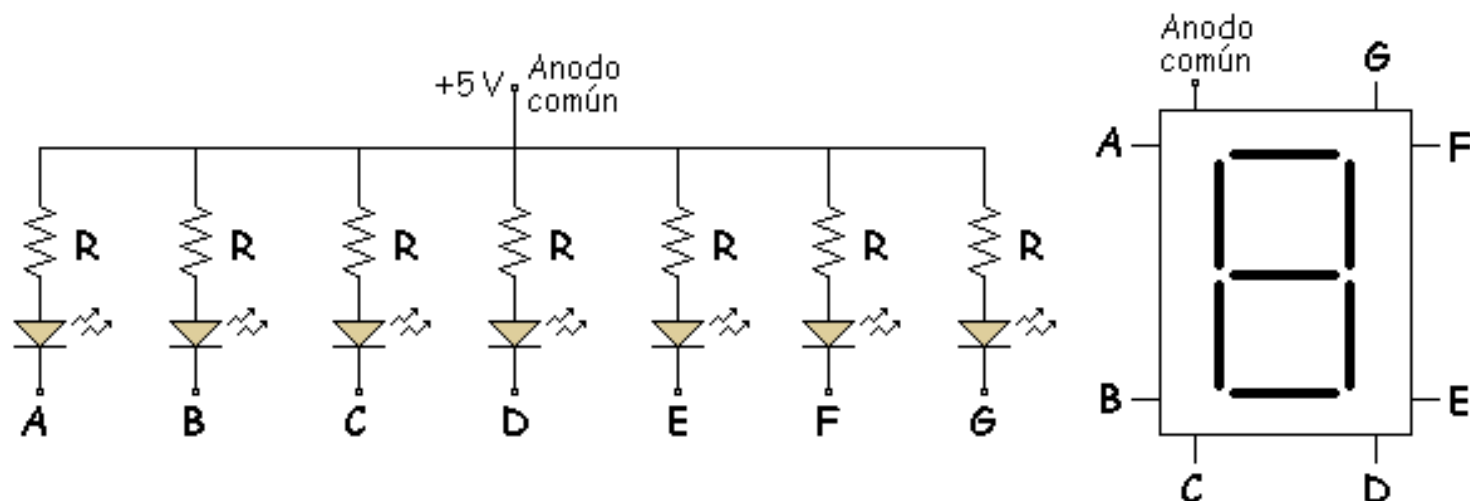 +5 V Anodo
común
R R R R R R R
A B C D E F G
Anodo
común
G
A F
B E
C D